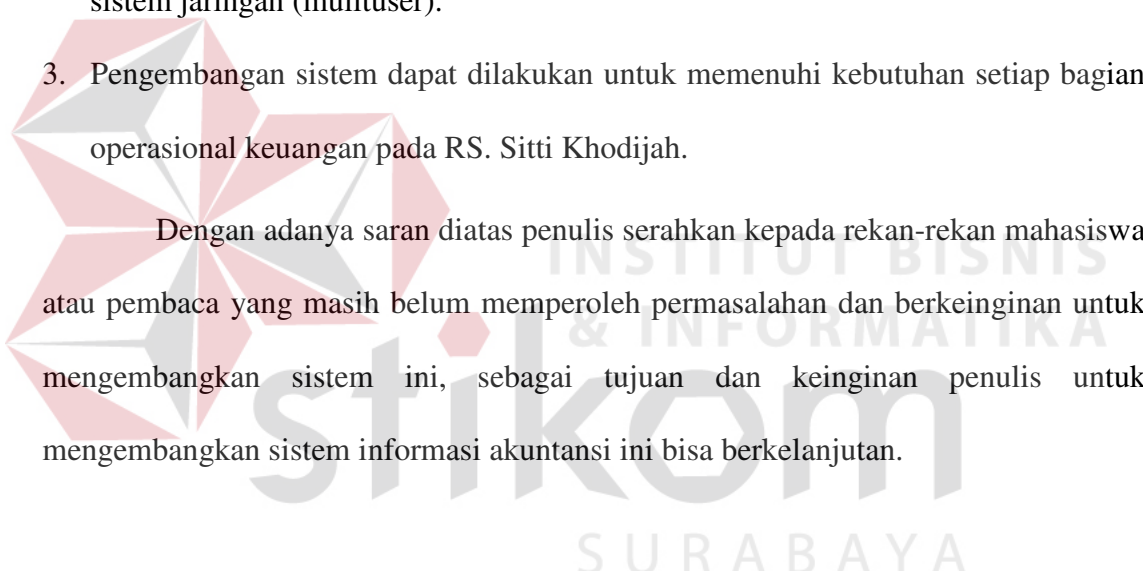 sistem jaringan (multiuser).
3. Pengembangan sistem dapat dilakukan untuk memenuhi kebutuhan setiap bagian
operasional keuangan pada RS. Sitti Khodijah.
Dengan adanya saran diatas penulis serahkan kepada rekan-rekan mahasiswa
atau pembaca yang masih belum memperoleh permasalahan dan berkeinginan untuk
mengembangkan sistem ini, sebagai tujuan dan keinginan penulis untuk
mengembangkan sistem informasi akuntansi ini bisa berkelanjutan.
INSTITUT BISNIS
& INFORMATIKA
stikom
SURABAYA